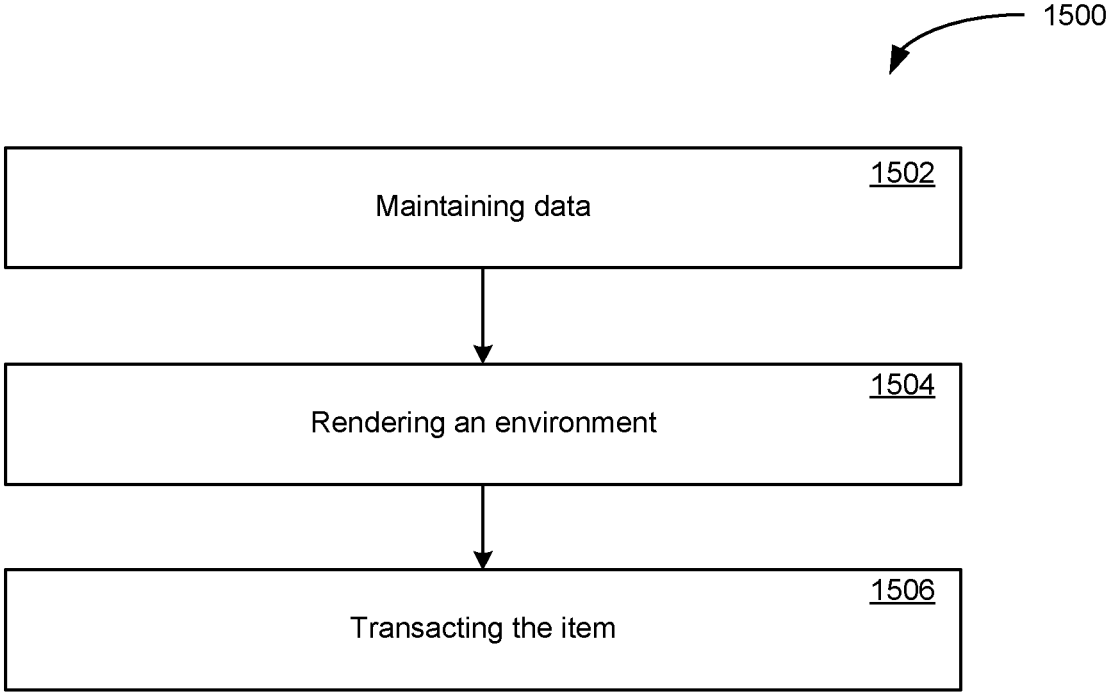 1500
1502
Maintaining data
1504
Rendering an environment
1506
Transacting the item